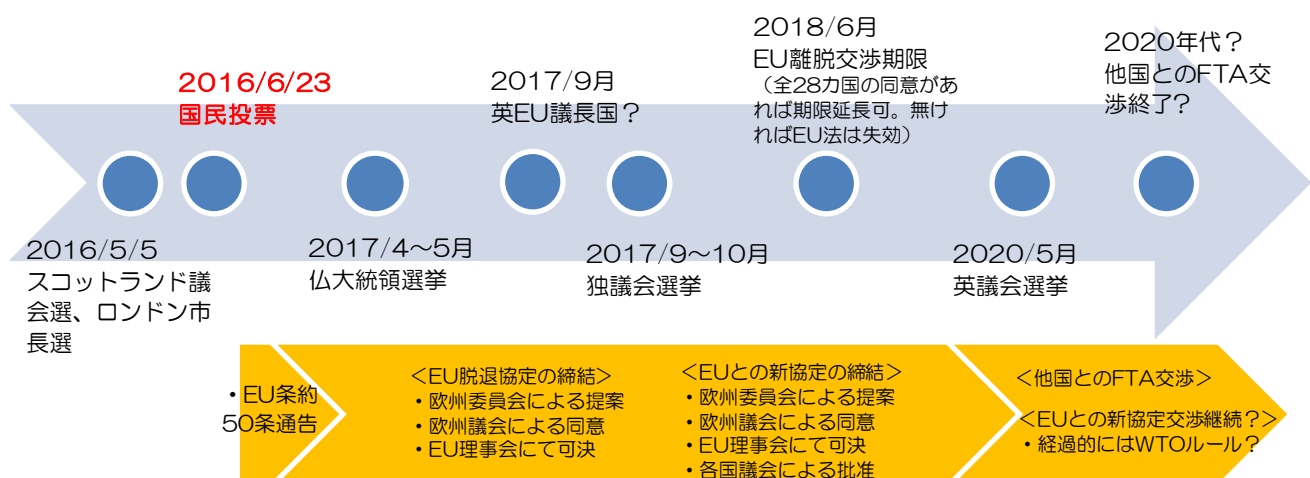 2016/6/23
国民投票
2017/9月
英EU議長国？
2018/6月
EU離脱交渉期限
（全28カ国の同意があ
れば期限延長可。無け
ればEU法は失効）
2020年代？
他国とのFTA交
渉終了?
2016/5/5
スコットランド議
会選、ロンドン市
長選
2017/4～5月
仏大統領選挙
2017/9～10月
独議会選挙
2020/5月
英議会選挙
・EU条約
50条通告
＜EU脱退協定の締結＞
・欧州委員会による提案
・欧州議会による同意
・EU理事会にて可決
＜EUとの新協定の締結＞
・欧州委員会による提案
・欧州議会による同意
・EU理事会にて可決
・各国議会による批准
＜他国とのFTA交渉＞
＜EUとの新協定交渉継続？＞
・経過的にはWTOルール？